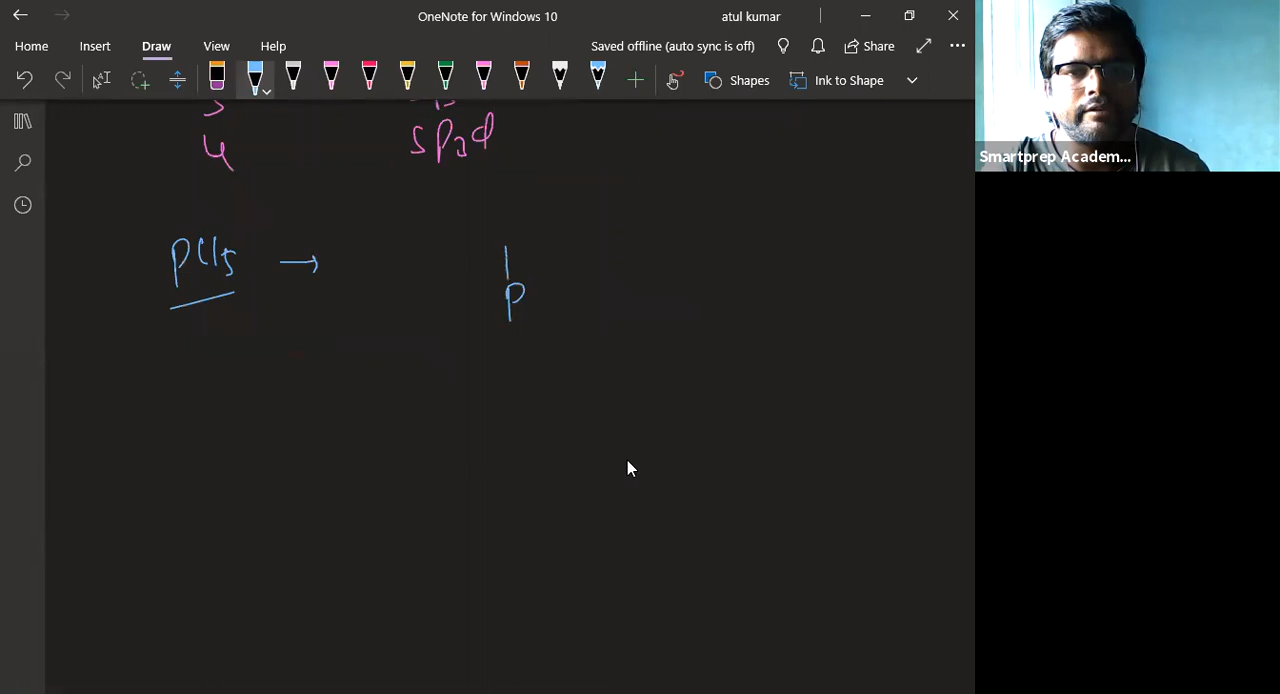 OneNote for Windows 10
atul kumar
Home Insert Draw View Help
Saved offline (auto sync is off)
Share
Shapes
Ink to Shape
4
sp3d
PCl5 →
P
Smartprep Academ...